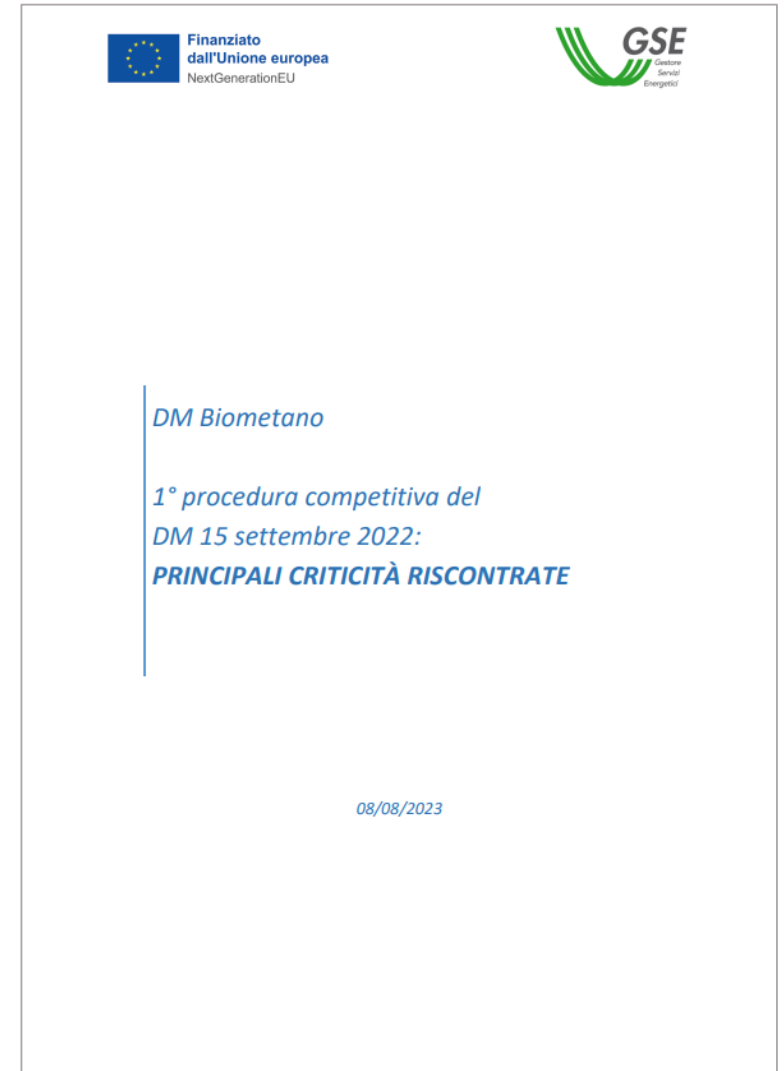 Finanziato
dall'Unione europea
NextGenerationEU
GSE
Gestore
Servizi
Energetici
DM Biometano
1° procedura competitiva del
DM 15 settembre 2022:
PRINCIPALI CRITICITÀ RISCONTRATE
08/08/2023